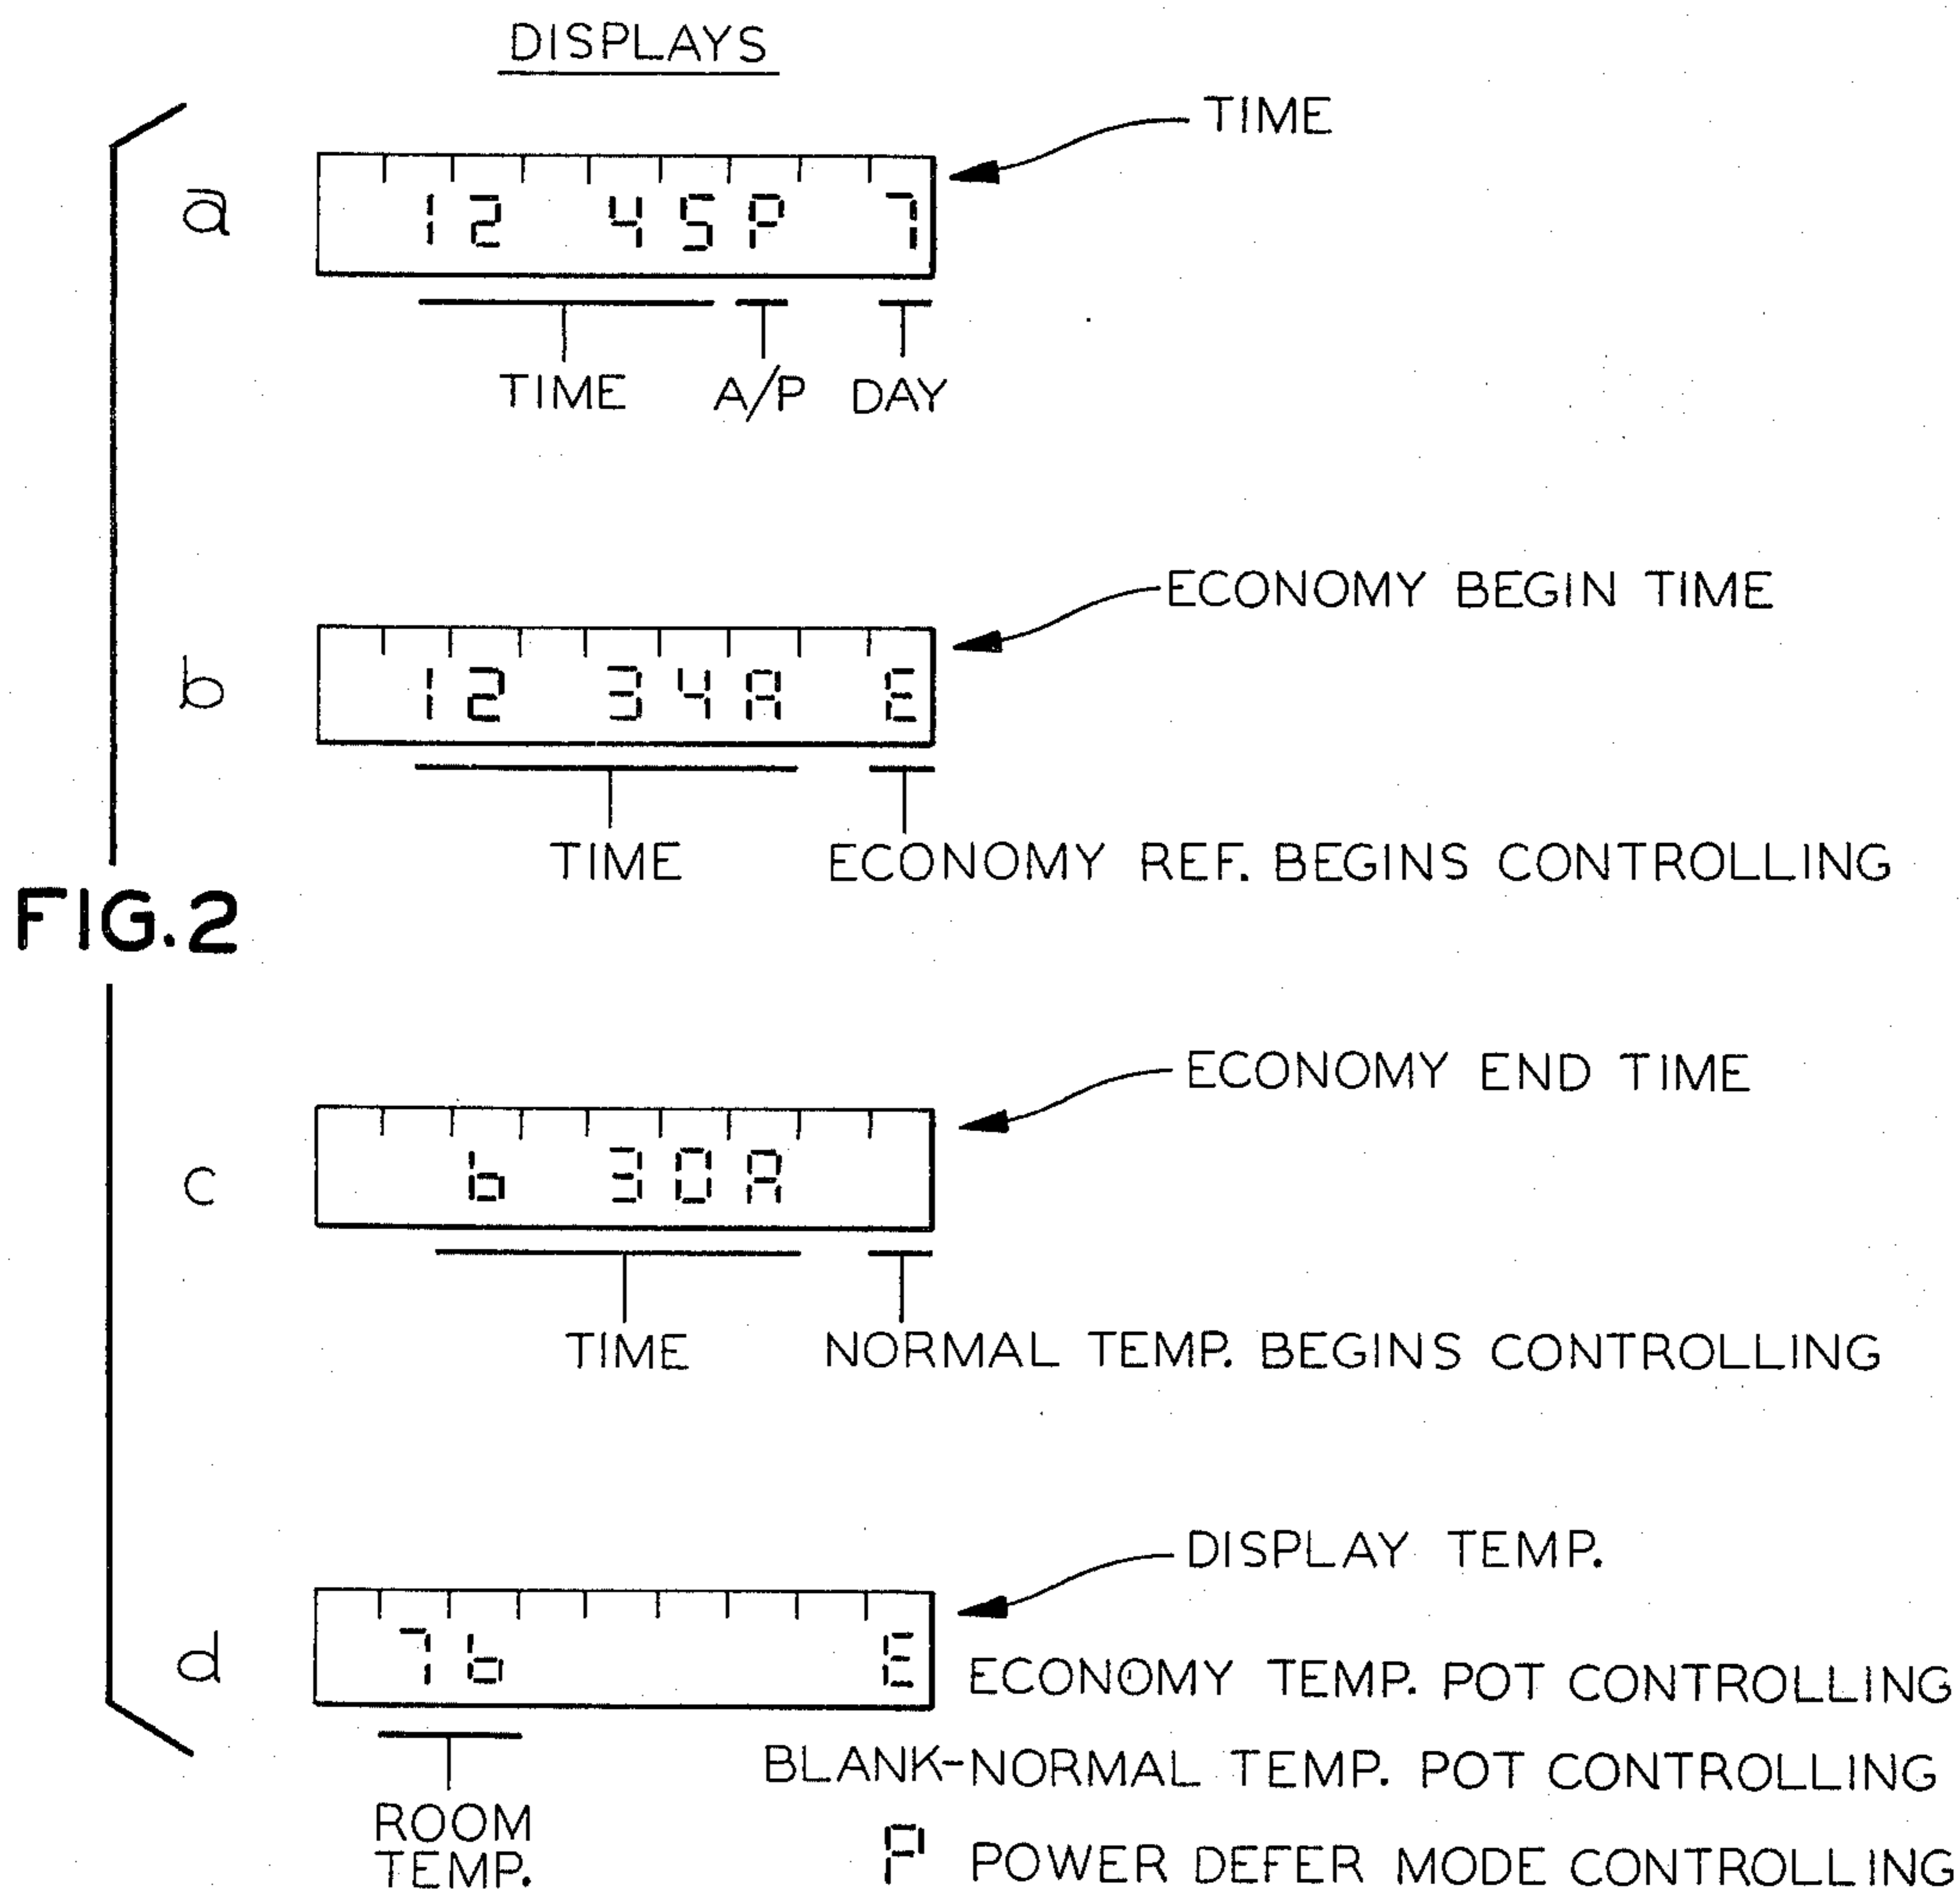 DISPLAYS
TIME
a
12 45P 7
TIME A/P DAY
ECONOMY BEGIN TIME
b
12 34A E
TIME ECONOMY REF. BEGINS CONTROLLING
FIG.2
ECONOMY END TIME
c
6 30A
TIME NORMAL TEMP. BEGINS CONTROLLING
DISPLAY TEMP.
d
76 E ECONOMY TEMP. POT CONTROLLING
BLANK-NORMAL TEMP. POT CONTROLLING
ROOM
TEMP.
P POWER DEFER MODE CONTROLLING